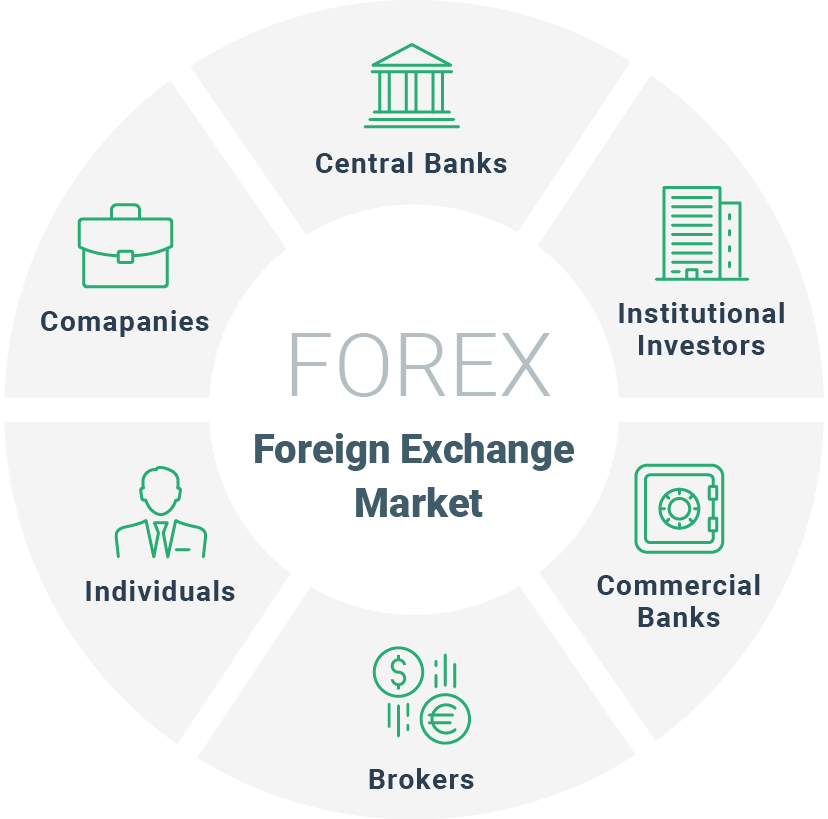 Central Banks
Institutional
Investors
Comapanies
FOREX
Foreign Exchange
Market
Individuals
Commercial
Banks
$
€
Brokers